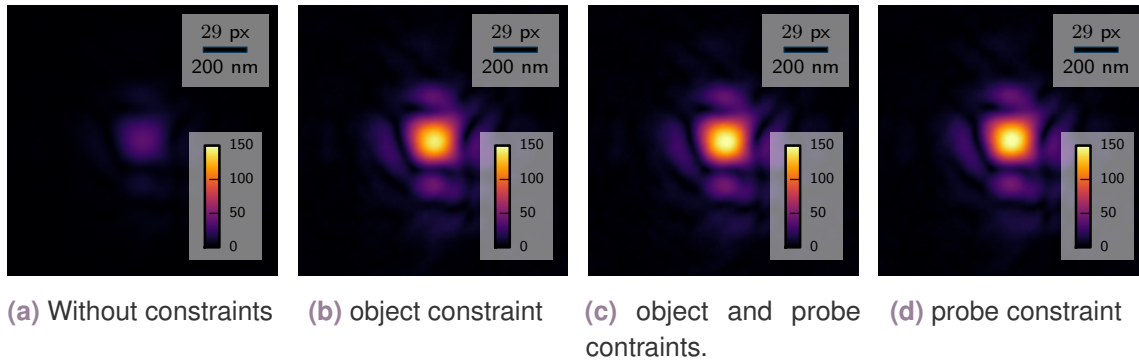 29 px
200 nm
150
100
50
0
29 px
200 nm
150
100
50
0
29 px
200 nm
150
100
50
0
29 px
200 nm
150
100
50
0
(a) Without constraints
(b) object constraint
(c) object and probe
contraints.
(d) probe constraint